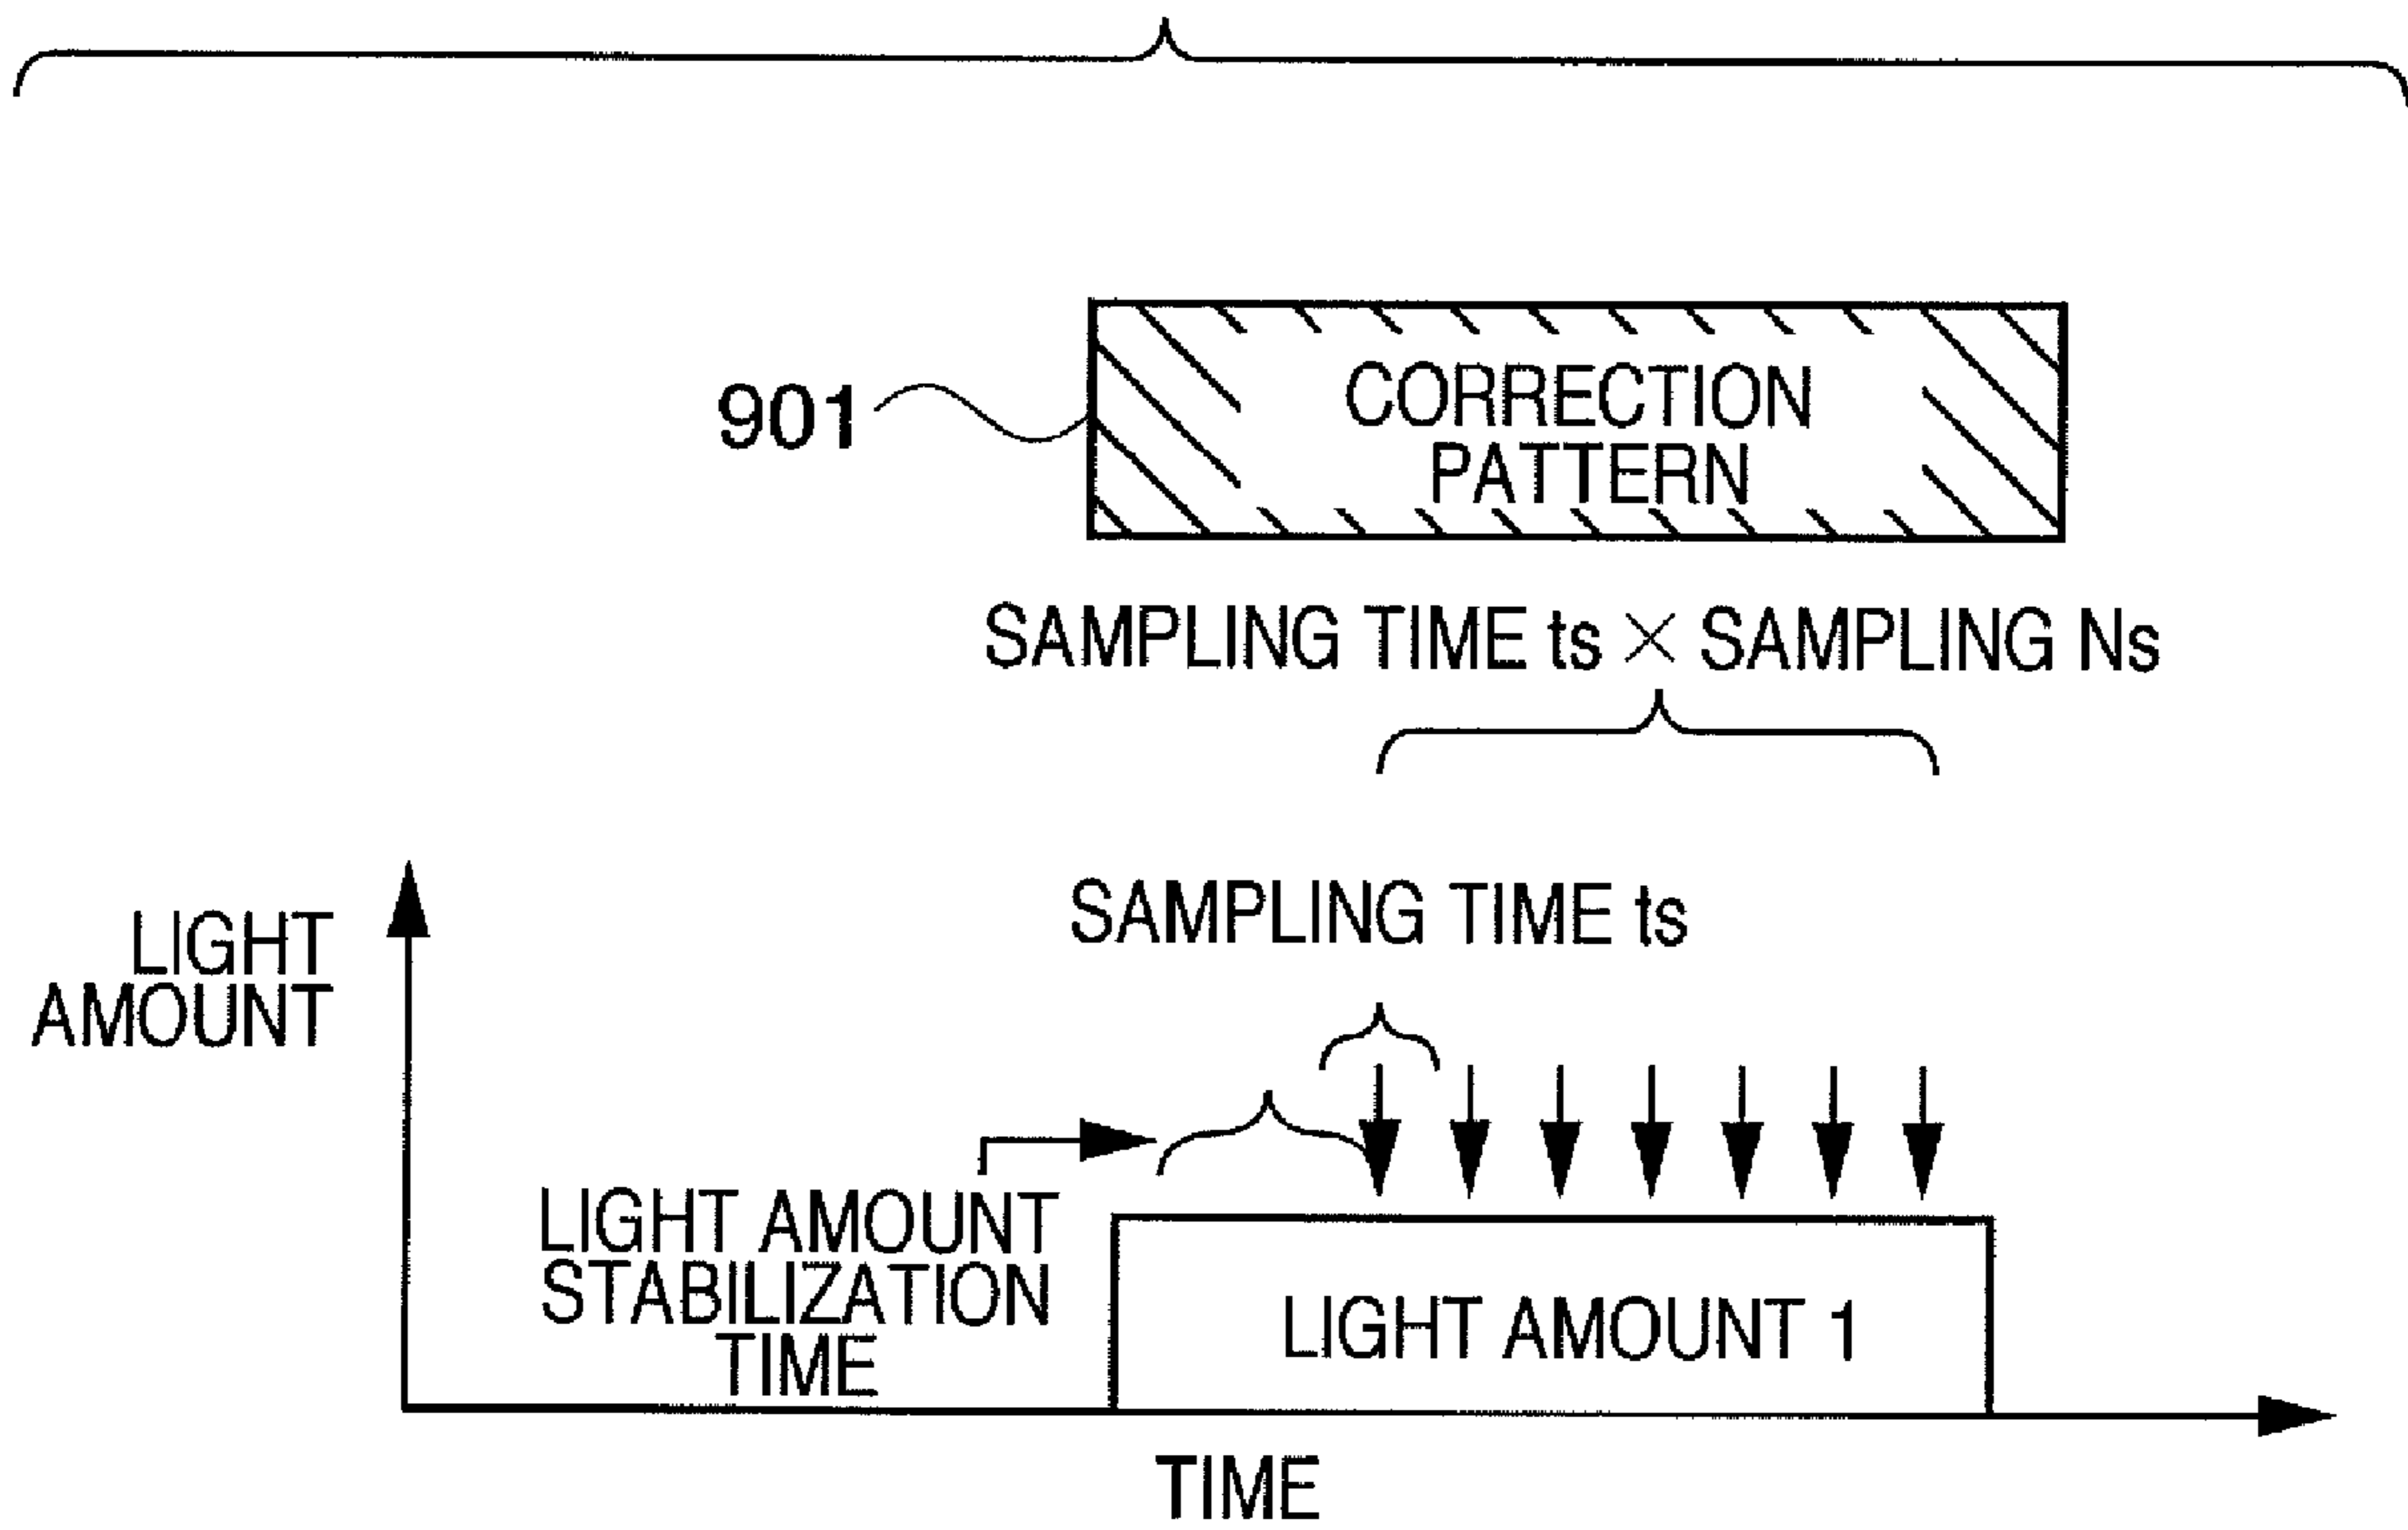 901
CORRECTION
PATTERN
SAMPLING TIME ts × SAMPLING Ns
SAMPLING TIME ts
LIGHT
AMOUNT
LIGHT AMOUNT
STABILIZATION
TIME
LIGHT AMOUNT 1
TIME